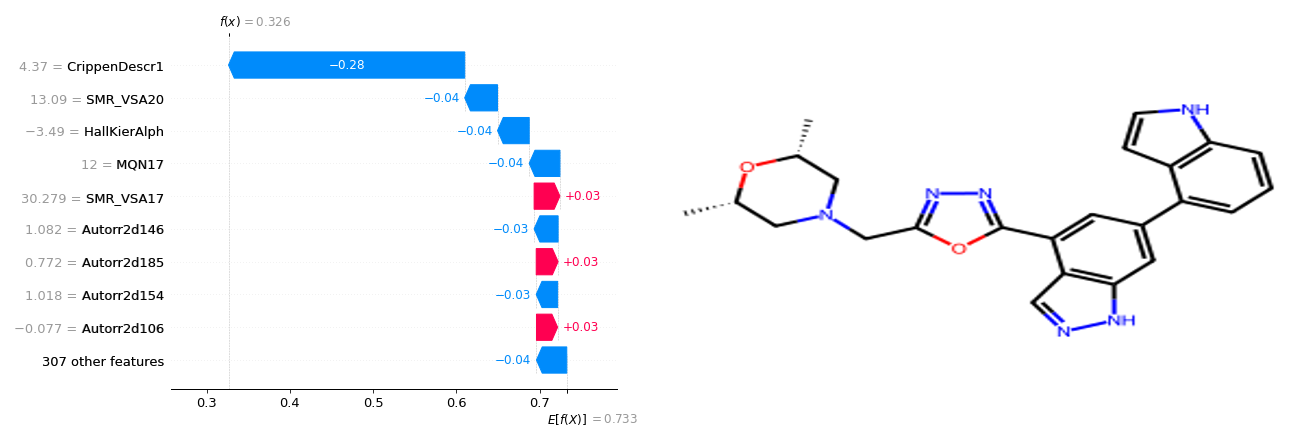 f(x) = 0.326
4.37 = CrippenDescr1
−0.28
13.09 = SMR_VSA20
−0.04
−3.49 = HallKierAlph
−0.04
12 = MQN17
−0.04
30.279 = SMR_VSA17
+0.03
1.082 = Autorr2d146
−0.03
0.772 = Autorr2d185
+0.03
1.018 = Autorr2d154
−0.03
−0.077 = Autorr2d106
+0.03
307 other features
−0.04
0.3 0.4 0.5 0.6 0.7
E[f(X)] = 0.733
NH
O
N
N
N
O
N
NH